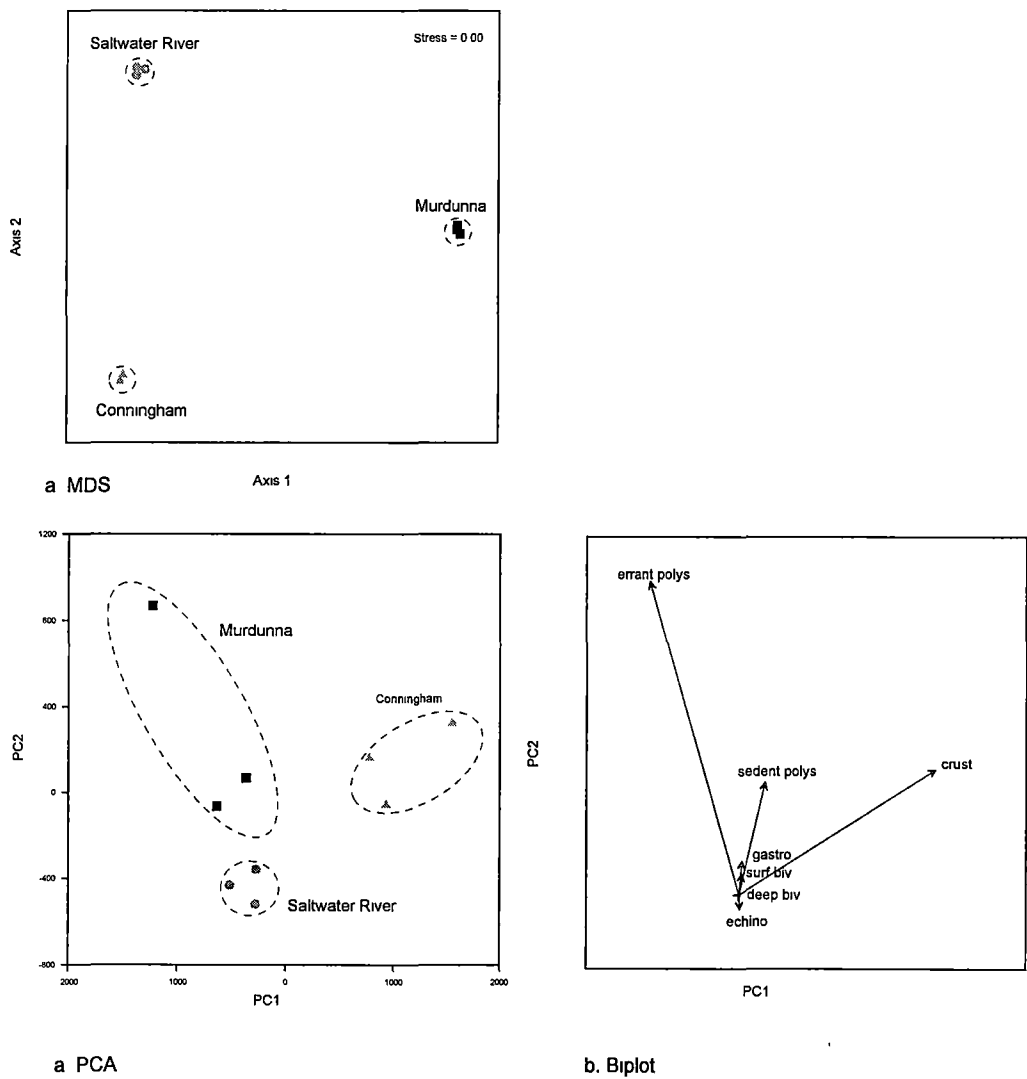 Stress = 0 00
Saltwater River
Murdunna
Conningham
Axis 2
Axis 1
a MDS
1200
800
400
0
-400
-800
PC2
Murdunna
Conningham
Saltwater River
2000
1000
0
1000
2000
PC1
a PCA
errant polys
sedent polys
crust
gastro
surf biv
deep biv
echino
PC2
PC1
b. Biplot